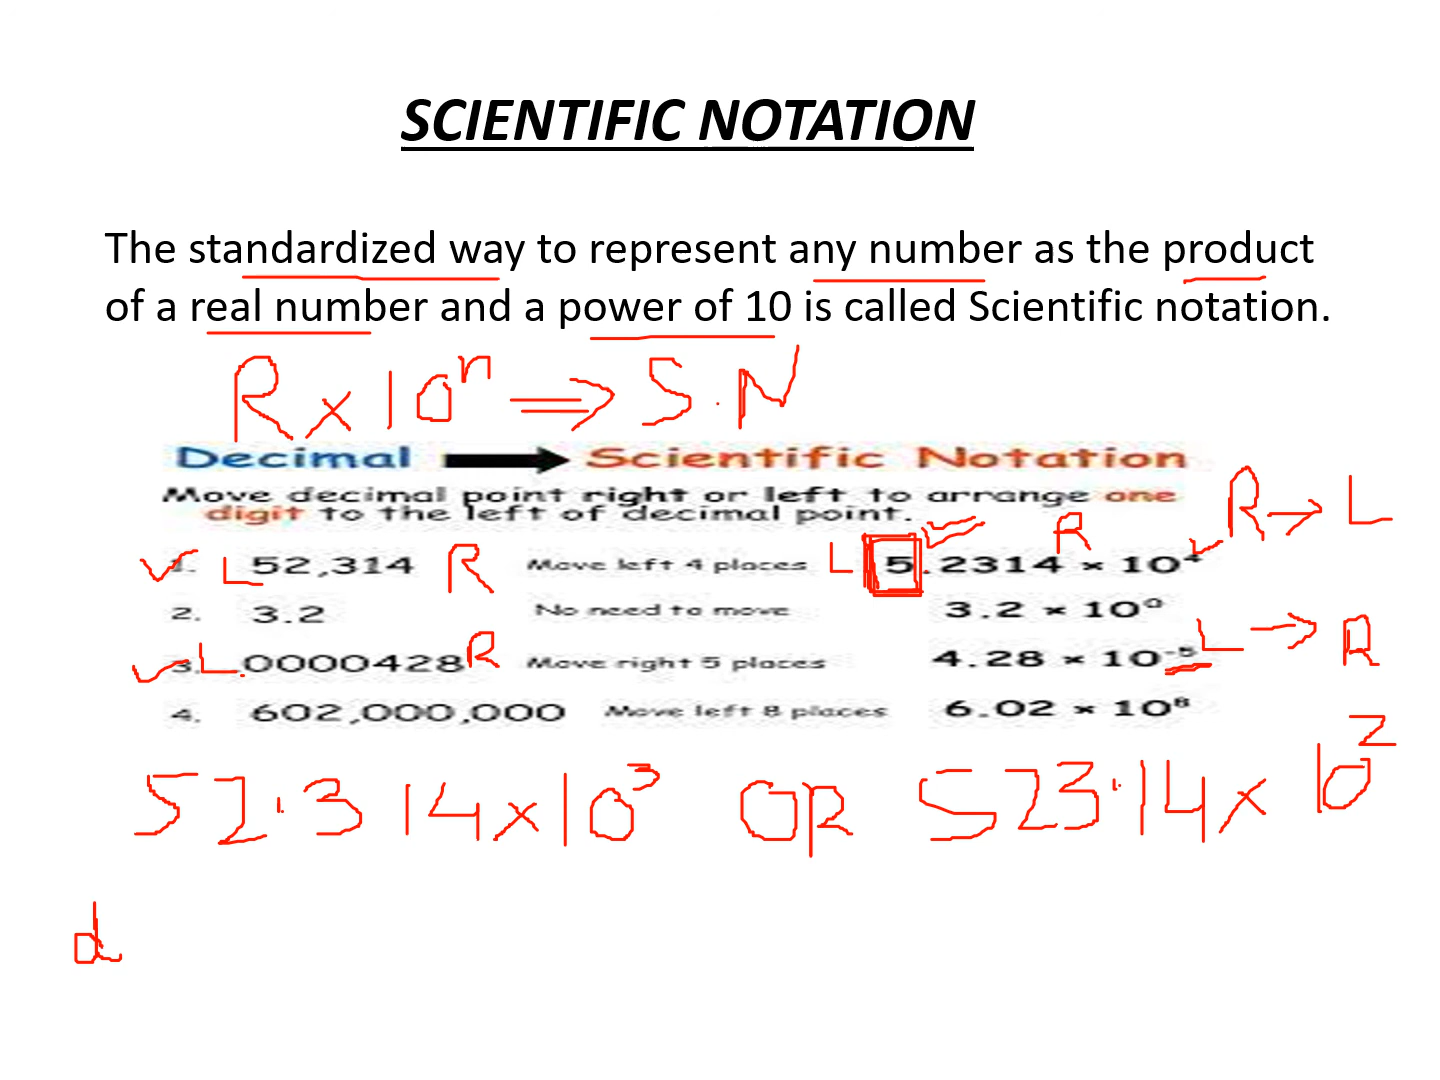 SCIENTIFIC NOTATION
The standardized way to represent any number as the product
of a real number and a power of 10 is called Scientific notation.
R × 10ⁿ ⇒ S.N
Decimal → Scientific Notation
Move decimal point right or left to arrange one
digit to the left of decimal point.
R → L
✓ 1. L 52,314 R Move left 4 places L 5.2314 × 10⁴ R
2. 3.2 No need to move 3.2 × 10⁰
✓ 3. L .0000428 R Move right 5 places 4.28 × 10⁻⁵ L → R
4. 602,000,000 Move left 8 places 6.02 × 10⁸
52.314 × 10³ OR 523.14 × 10²
d